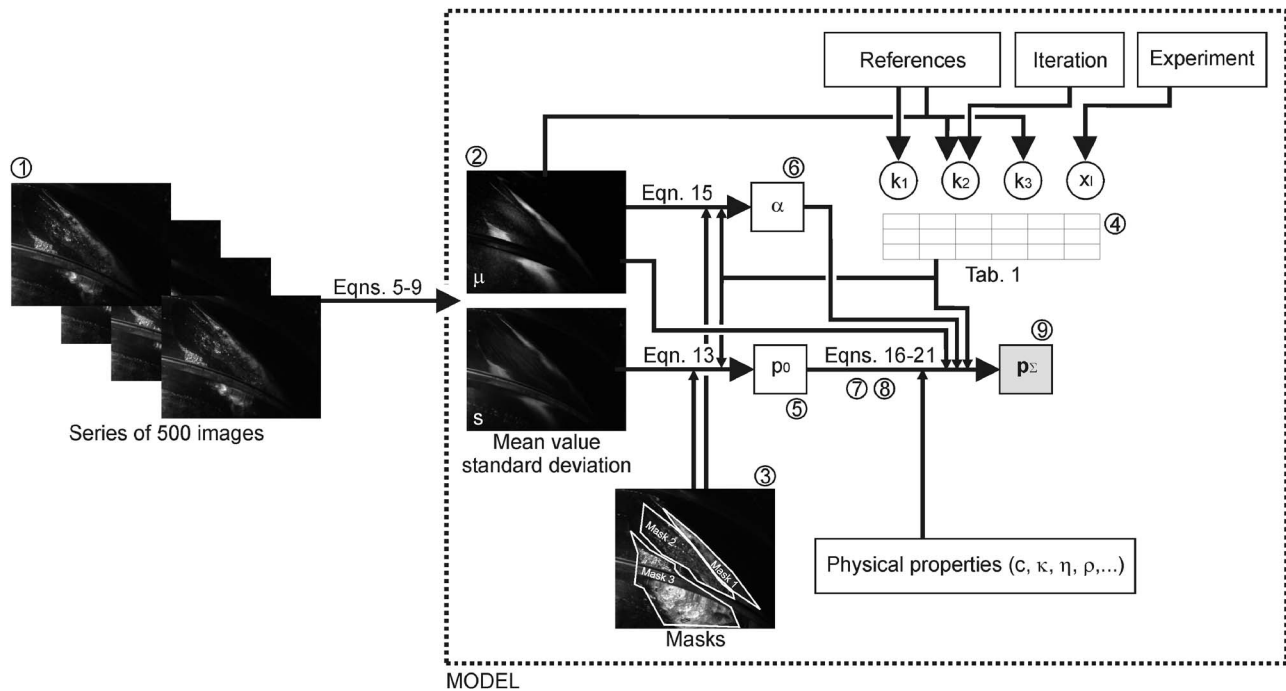 References
Iteration
Experiment
①
②
⑥
k1
k2
k3
xl
Eqn. 15
α
④
μ
Tab. 1
Eqns. 5-9
⑨
Eqn. 13
p0
Eqns. 16-21
pΣ
⑦ ⑧
⑤
s
Series of 500 images
Mean value
standard deviation
③
Mask 2
Mask 1
Mask 3
Physical properties (c, κ, η, ρ,...)
Masks
MODEL